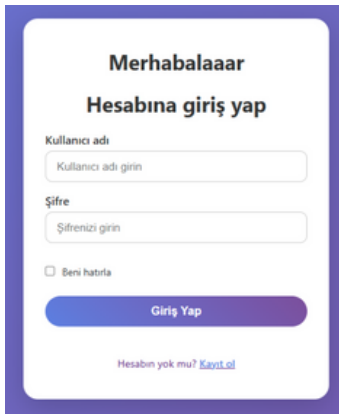 Merhabalaaar
Hesabına giriş yap
Kullanıcı adı
Kullanıcı adı girin
Şifre
Şifrenizi girin
Beni hatırla
Giriş Yap
Hesabın yok mu? Kayıt ol